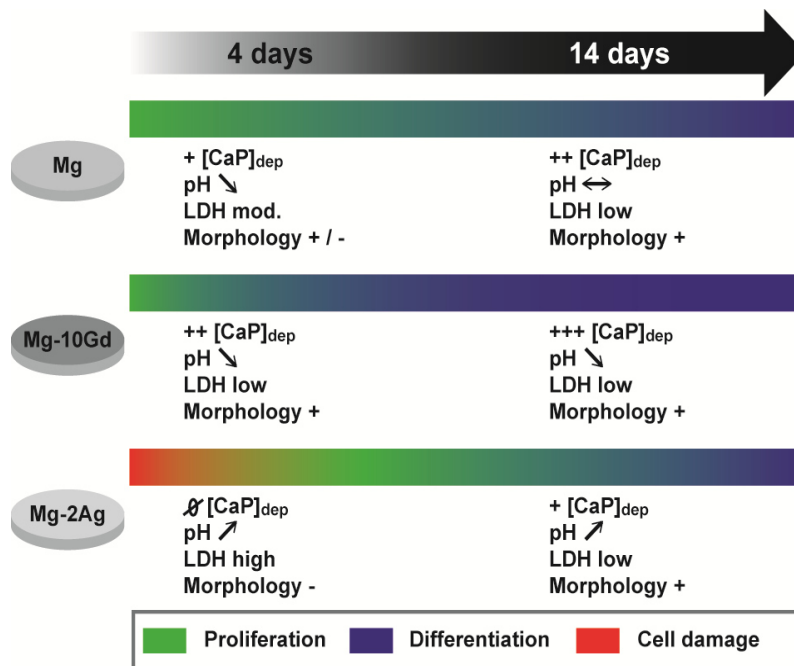 4 days 14 days
Mg
+ [CaP]dep ++ [CaP]dep
pH ↘ pH ↔
LDH mod. LDH low
Morphology + / - Morphology +
Mg-10Gd
++ [CaP]dep +++ [CaP]dep
pH ↘ pH ↘
LDH low LDH low
Morphology + Morphology +
Mg-2Ag
∅ [CaP]dep + [CaP]dep
pH ↗ pH ↗
LDH high LDH low
Morphology - Morphology +
Proliferation Differentiation Cell damage